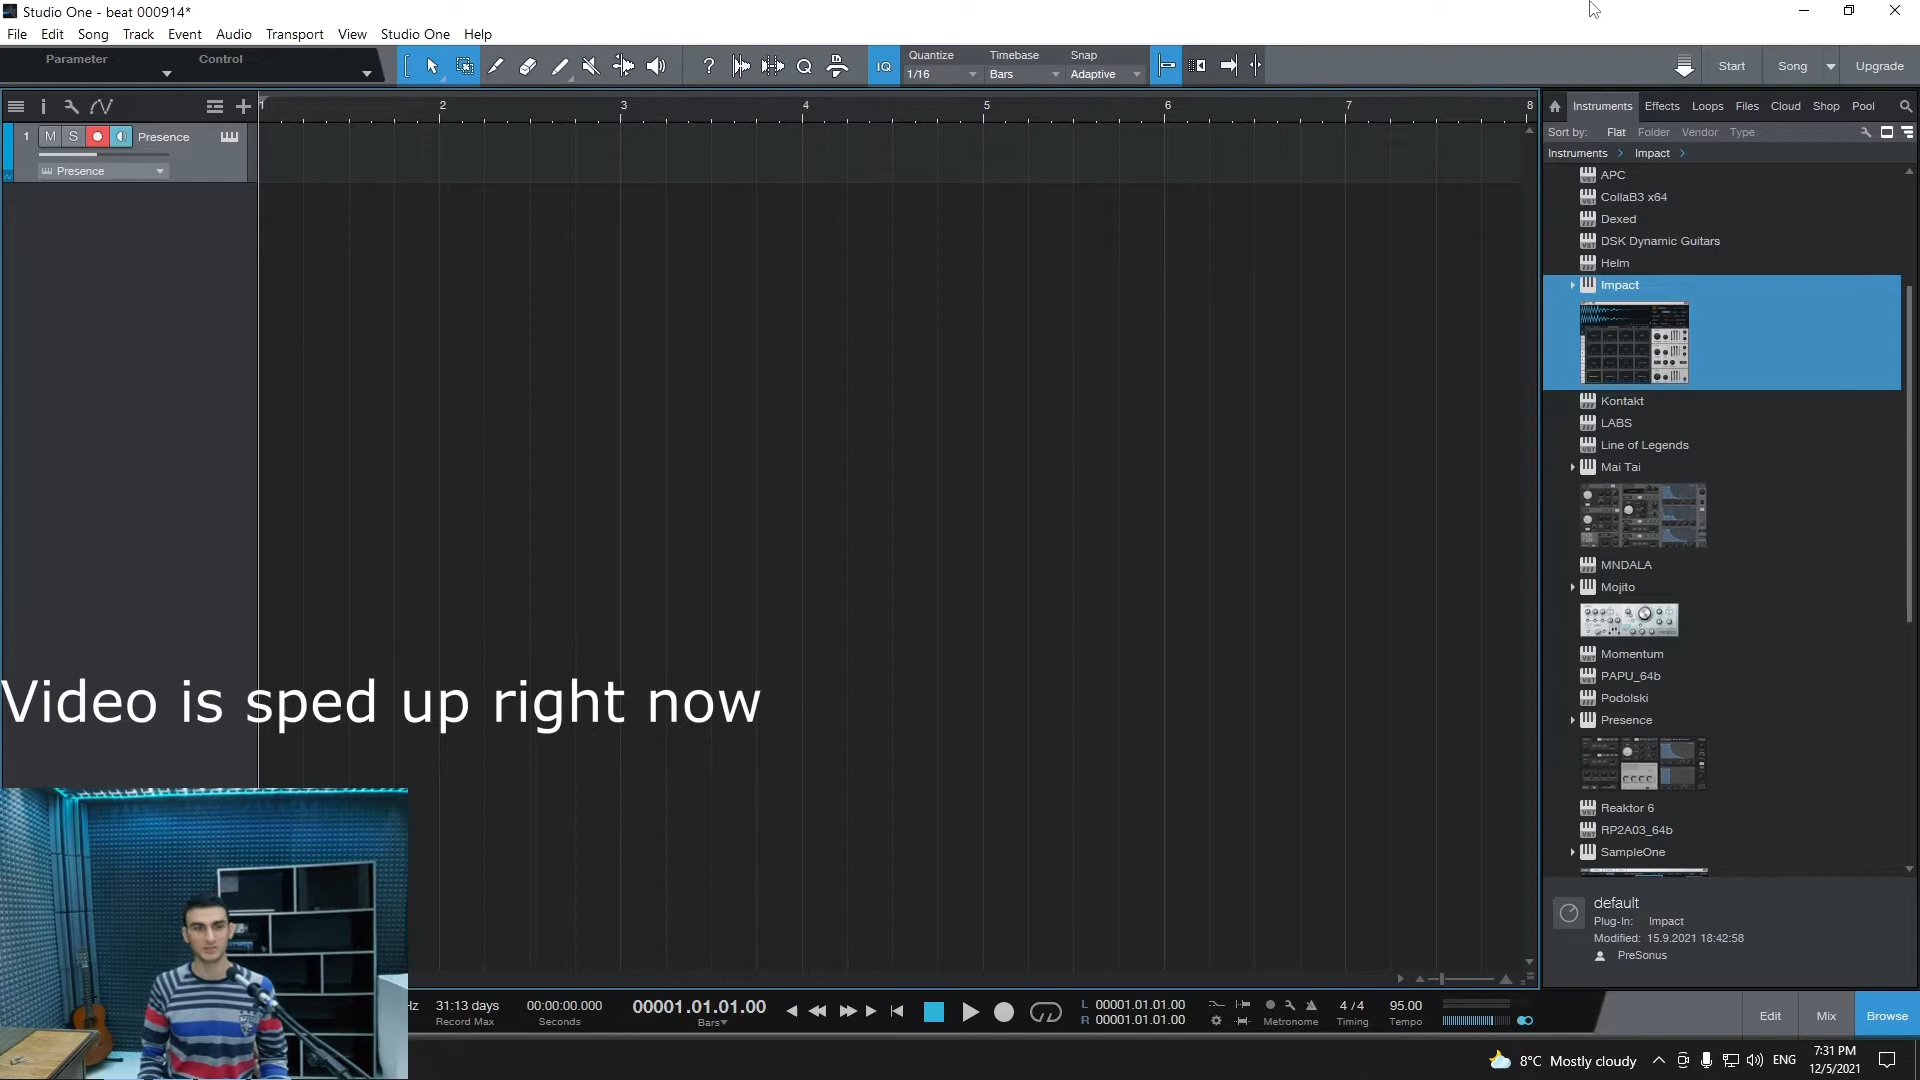 Studio One - beat 000914*
File Edit Song Track Event Audio Transport View Studio One Help
Parameter Control
? Q IQ
Quantize Timebase Snap
1/16 Bars Adaptive
Start Song Upgrade
1 2 3 4 5 6 7 8
1 M S Presence
Presence
Instruments Effects Loops Files Cloud Shop Pool
Sort by: Flat Folder Vendor Type
Instruments Impact
APC
CollaB3 x64
Dexed
DSK Dynamic Guitars
Helm
Impact
Kontakt
LABS
Line of Legends
Mai Tai
MNDALA
Mojito
Momentum
PAPU_64b
Podolski
Presence
Reaktor 6
RP2A03_64b
SampleOne
Video is sped up right now
default
Plug-In: Impact
Modified: 15.9.2021 18:42:58
PreSonus
Hz 31:13 days 00:00:00.000 00001.01.01.00
Record Max Seconds Bars
L 00001.01.01.00
R 00001.01.01.00
Metronome
4 / 4 95.00
Timing Tempo
Edit Mix Browse
8°C Mostly cloudy ENG
7:31 PM
12/5/2021